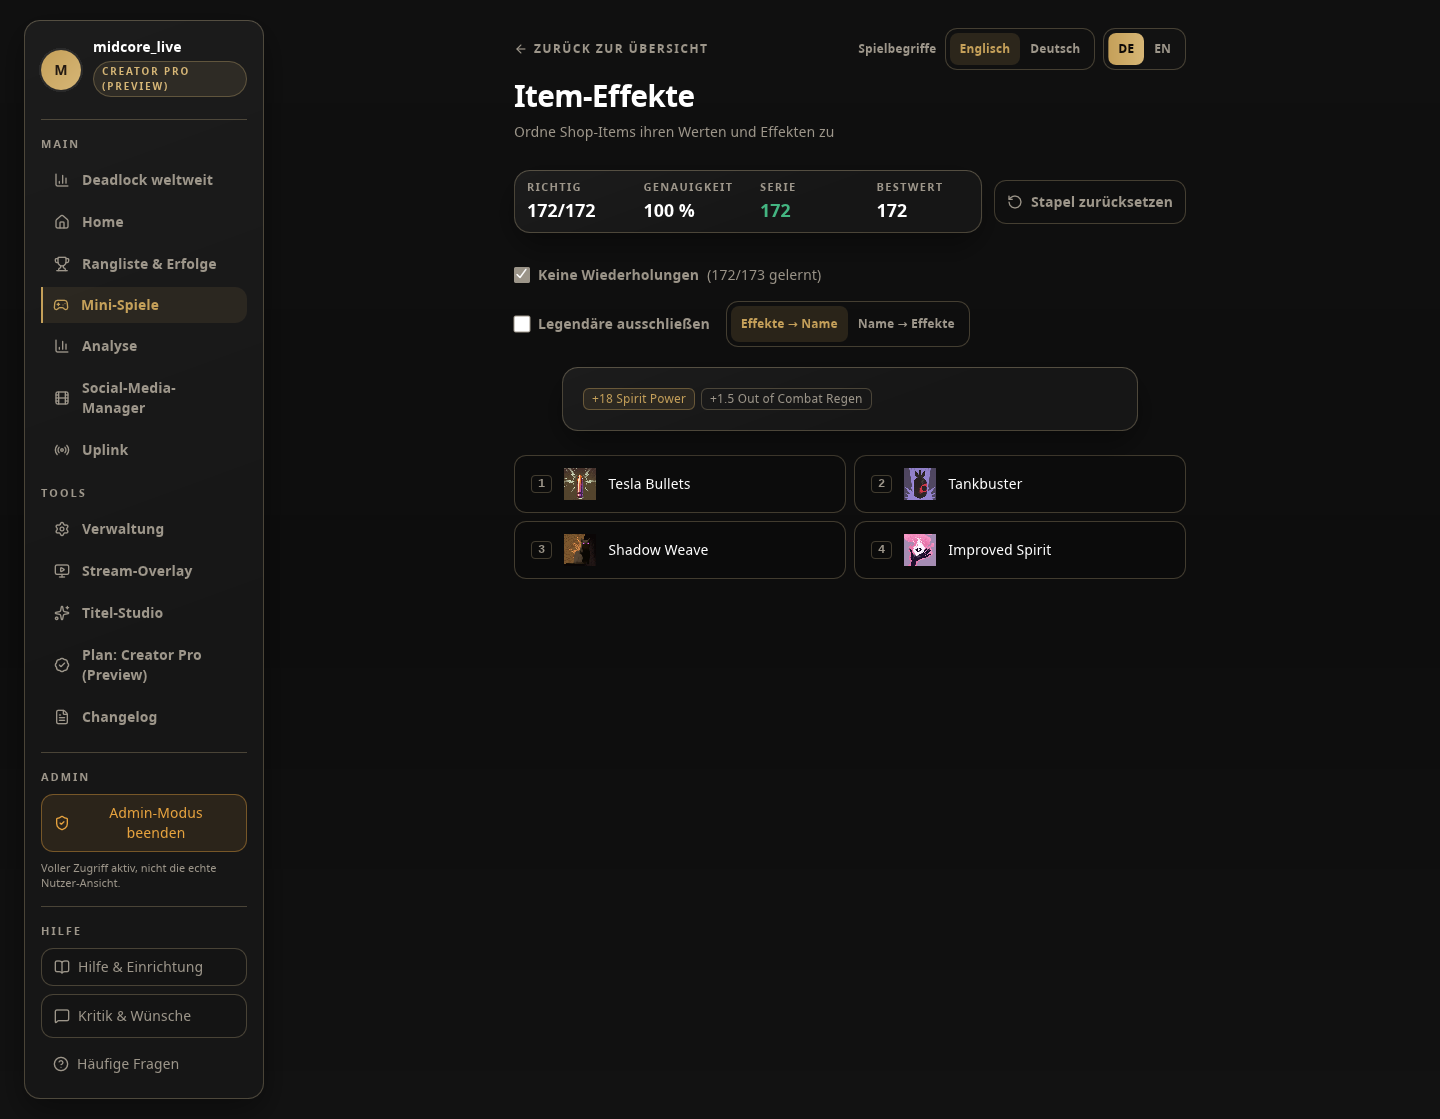 M
midcore_live
CREATOR PRO
(PREVIEW)
MAIN
Deadlock weltweit
Home
Rangliste & Erfolge
Mini-Spiele
Analyse
Social-Media-
Manager
Uplink
TOOLS
Verwaltung
Stream-Overlay
Titel-Studio
Plan: Creator Pro
(Preview)
Changelog
ADMIN
Admin-Modus
beenden
Voller Zugriff aktiv, nicht die echte
Nutzer-Ansicht.
HILFE
Hilfe & Einrichtung
Kritik & Wünsche
Häufige Fragen
← ZURÜCK ZUR ÜBERSICHT
Spielbegriffe Englisch Deutsch DE EN
Item-Effekte
Ordne Shop-Items ihren Werten und Effekten zu
RICHTIG GENAUIGKEIT SERIE BESTWERT
172/172 100 % 172 172
Stapel zurücksetzen
Keine Wiederholungen (172/173 gelernt)
Legendäre ausschließen Effekte → Name Name → Effekte
+18 Spirit Power +1.5 Out of Combat Regen
1 Tesla Bullets 2 Tankbuster
3 Shadow Weave 4 Improved Spirit